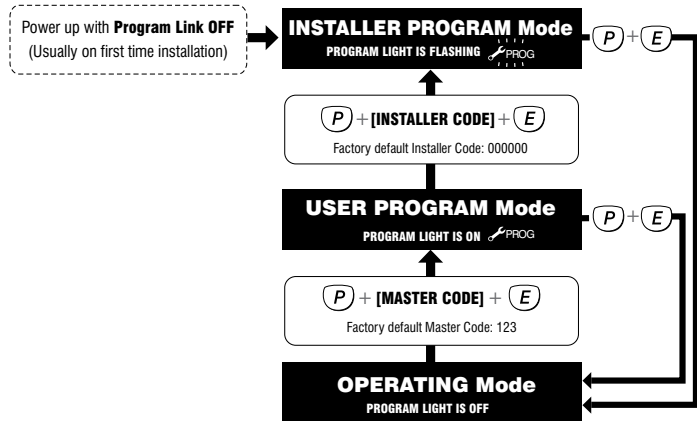 Power up with Program Link OFF
(Usually on first time installation)
INSTALLER PROGRAM Mode
PROGRAM LIGHT IS FLASHING PROG
P + E
P + [INSTALLER CODE] + E
Factory default Installer Code: 000000
USER PROGRAM Mode
PROGRAM LIGHT IS ON PROG
P + E
P + [MASTER CODE] + E
Factory default Master Code: 123
OPERATING Mode
PROGRAM LIGHT IS OFF